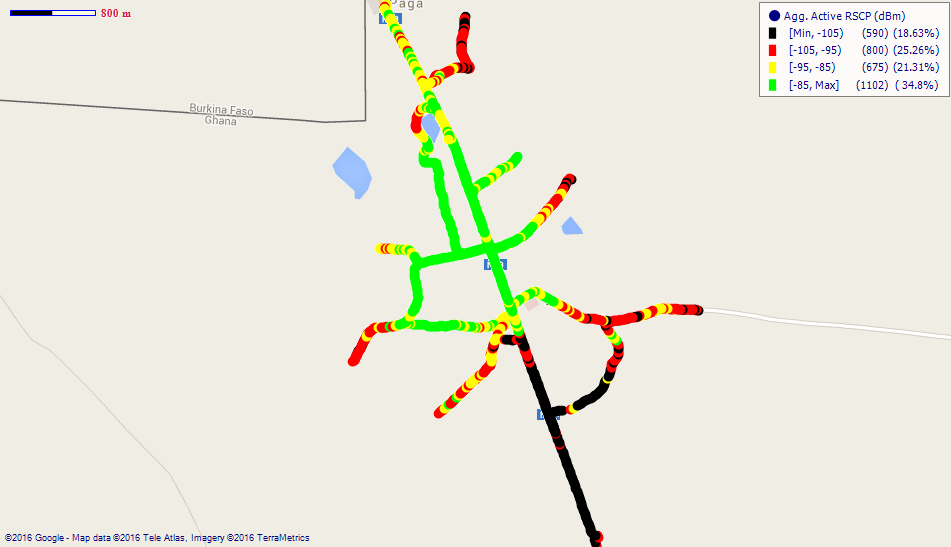 800 m
Paga
Agg. Active RSCP (dBm)
[Min, -105) (590) (18.63%)
[-105, -95) (800) (25.26%)
[-95, -85) (675) (21.31%)
[-85, Max] (1102) ( 34.8%)
Burkina Faso
Ghana
©2016 Google - Map data ©2016 Tele Atlas, Imagery ©2016 TerraMetrics